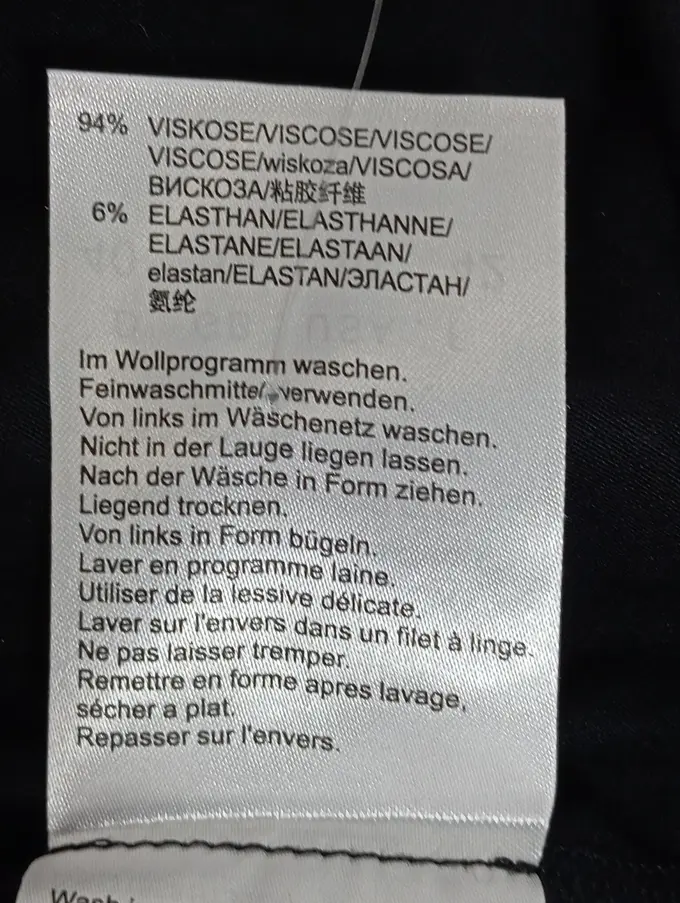 94% VISKOSE/VISCOSE/VISCOSE/
VISCOSE/wiskoza/VISCOSA/
ВИСКОЗА/粘胶纤维
6% ELASTHAN/ELASTHANNE/
ELASTANE/ELASTAAN/
elastan/ELASTAN/ЭЛАСТАН/
氨纶
Im Wollprogramm waschen.
Feinwaschmittel verwenden.
Von links im Wäschenetz waschen.
Nicht in der Lauge liegen lassen.
Nach der Wäsche in Form ziehen.
Liegend trocknen.
Von links in Form bügeln.
Laver en programme laine.
Utiliser de la lessive délicate.
Laver sur l'envers dans un filet à linge.
Ne pas laisser tremper.
Remettre en forme apres lavage,
sécher a plat.
Repasser sur l'envers.